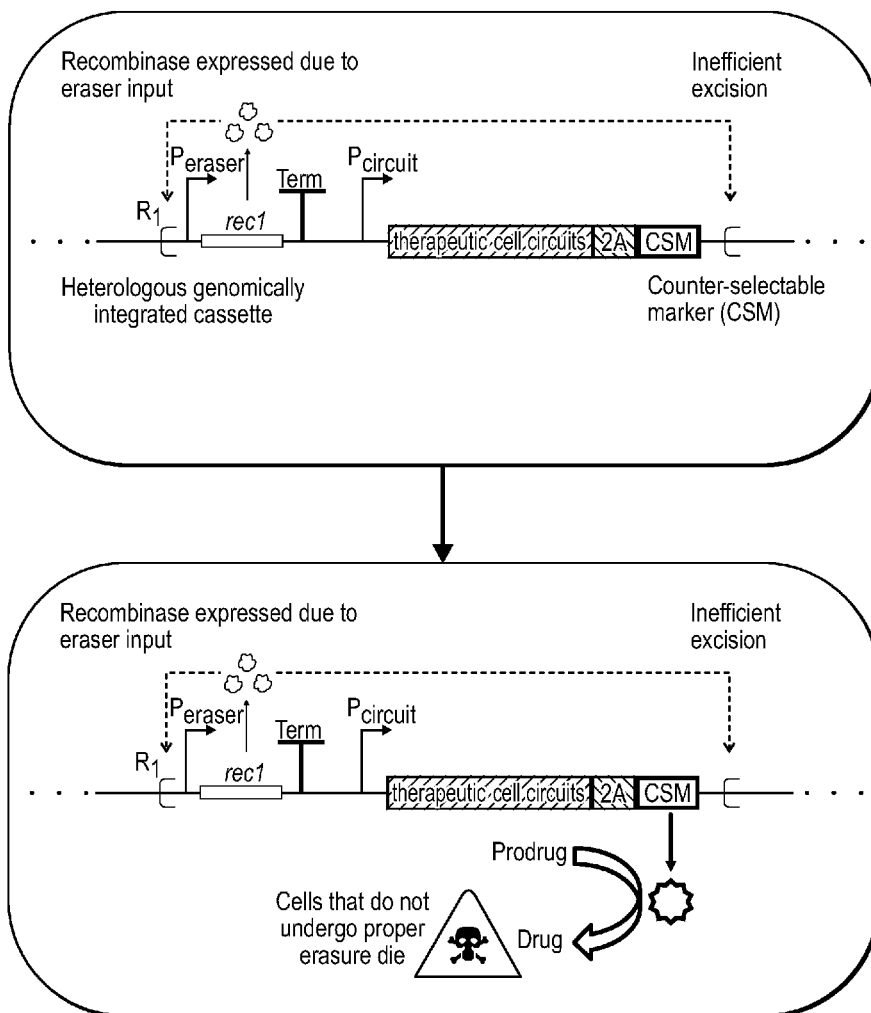 Recombinase expressed due to
eraser input
Inefficient
excision
Peraser
Term
Pcircuit
R1
rec1
therapeutic cell circuits
2A
CSM
Heterologous genomically
integrated cassette
Counter-selectable
marker (CSM)
Recombinase expressed due to
eraser input
Inefficient
excision
Peraser
Term
Pcircuit
R1
rec1
therapeutic cell circuits
2A
CSM
Prodrug
Cells that do not
undergo proper
erasure die
Drug